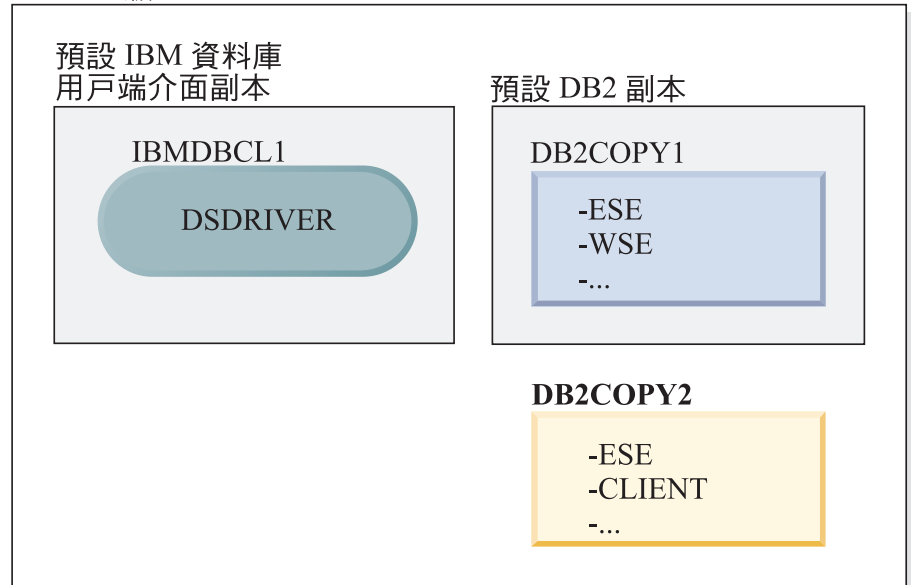 預設 IBM 資料庫
用戶端介面副本
IBMDBCL1
DSDRIVER
預設 DB2 副本
DB2COPY1
-ESE
-WSE
-...
DB2COPY2
-ESE
-CLIENT
-...